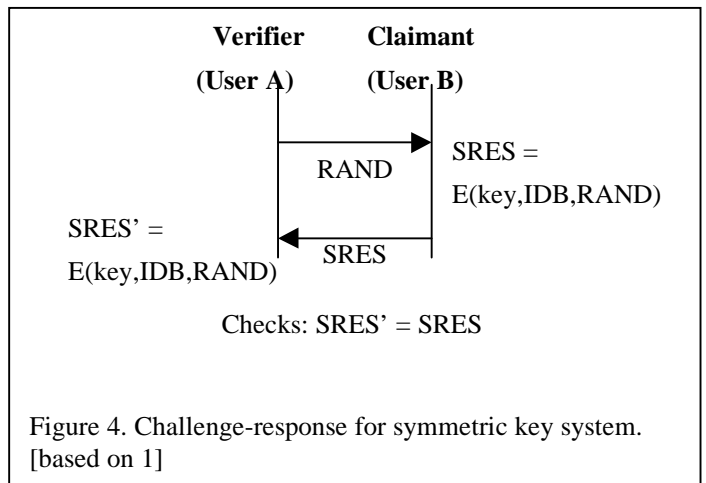 Verifier Claimant
(User A) (User B)
RAND
SRES =
E(key,IDB,RAND)
SRES’ =
E(key,IDB,RAND)
SRES
Checks: SRES’ = SRES
Figure 4. Challenge-response for symmetric key system.
[based on 1]